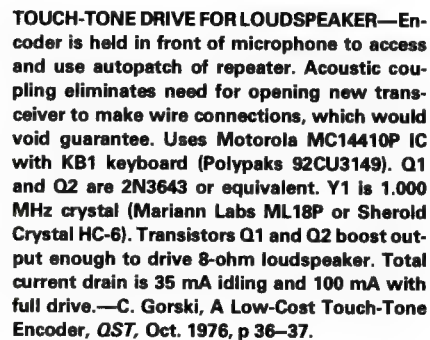 TOUCH-TONE DRIVE FOR LOUDSPEAKER—En-
coder is held in front of microphone to access
and use autopatch of repeater. Acoustic cou-
pling eliminates need for opening new trans-
ceiver to make wire connections, which would
void guarantee. Uses Motorola MC14410P IC
with KB1 keyboard (Polypaks 92CU3149). Q1
and Q2 are 2N3643 or equivalent. Y1 is 1.000
MHz crystal (Mariann Labs ML18P or Sherold
Crystal HC-6). Transistors Q1 and Q2 boost out-
put enough to drive 8-ohm loudspeaker. Total
current drain is 35 mA idling and 100 mA with
full drive.—C. Gorski, A Low-Cost Touch-Tone
Encoder, QST, Oct. 1976, p 36–37.